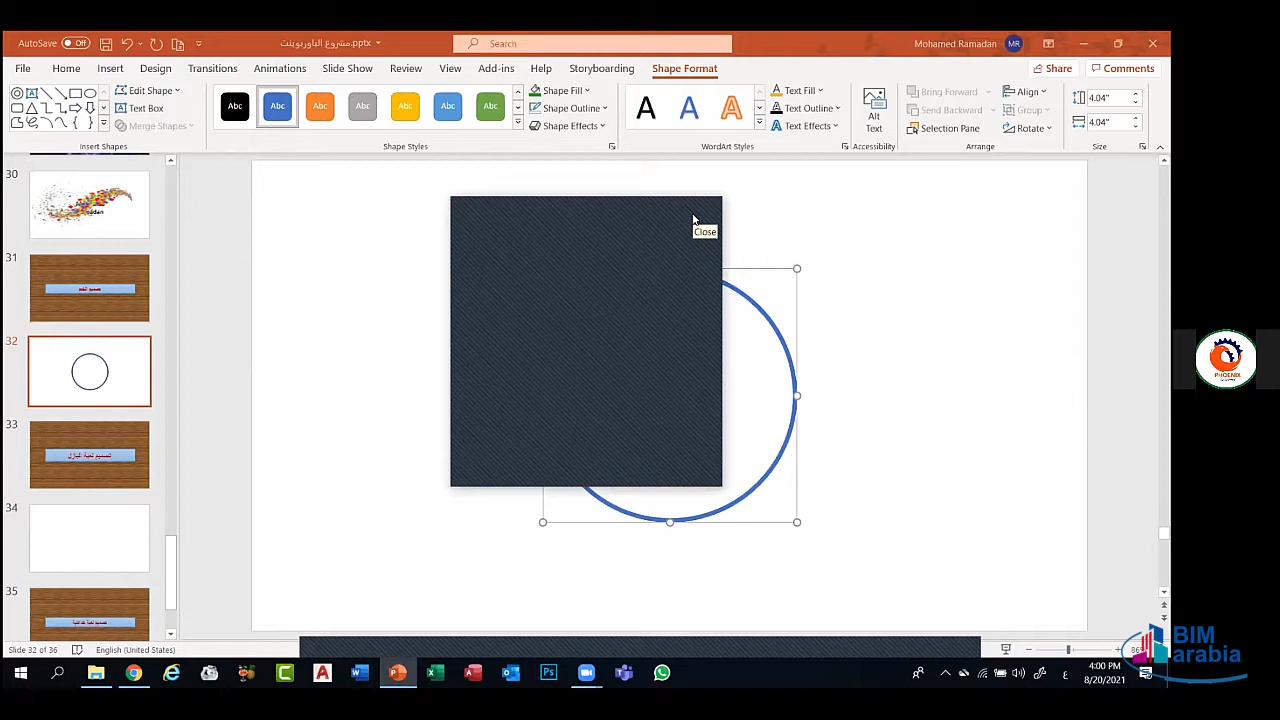 AutoSave Off
مشروع الباوربوينت.pptx
Search
Mohamed Ramadan MR
File Home Insert Design Transitions Animations Slide Show Review View Add-ins Help Storyboarding Shape Format Share Comments
Edit Shape
Text Box
Merge Shapes
Insert Shapes
Abc Abc Abc Abc Abc Abc Abc
Shape Fill
Shape Outline
Shape Effects
Shape Styles
A A A
Text Fill
Text Outline
Text Effects
WordArt Styles
Alt
Text
Accessibility
Bring Forward
Send Backward
Selection Pane
Align
Group
Rotate
Arrange
4.04"
4.04"
Size
30
31
32
33
تصميم لعبة البازل
34
35
Close
PHOENIX
Slide 32 of 36 English (United States)
BIM
arabia
4:00 PM
8/20/2021
ع